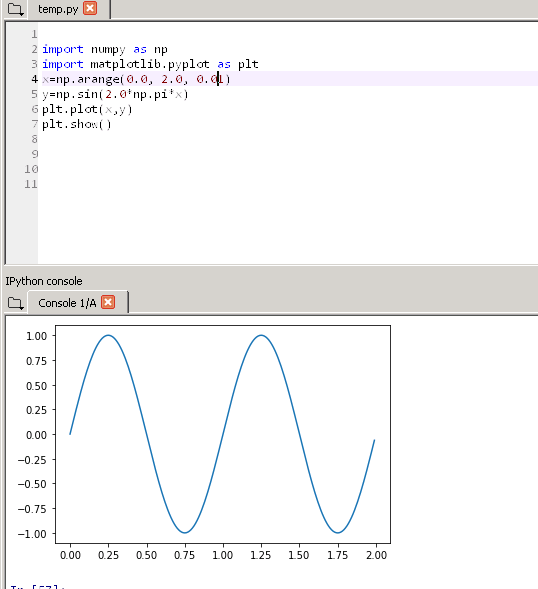 temp.py
1
2 import numpy as np
3 import matplotlib.pyplot as plt
4 x=np.arange(0.0, 2.0, 0.01)
5 y=np.sin(2.0*np.pi*x)
6 plt.plot(x,y)
7 plt.show()
8
9
10
11
IPython console
Console 1/A
1.00
0.75
0.50
0.25
0.00
−0.25
−0.50
−0.75
−1.00
0.00 0.25 0.50 0.75 1.00 1.25 1.50 1.75 2.00